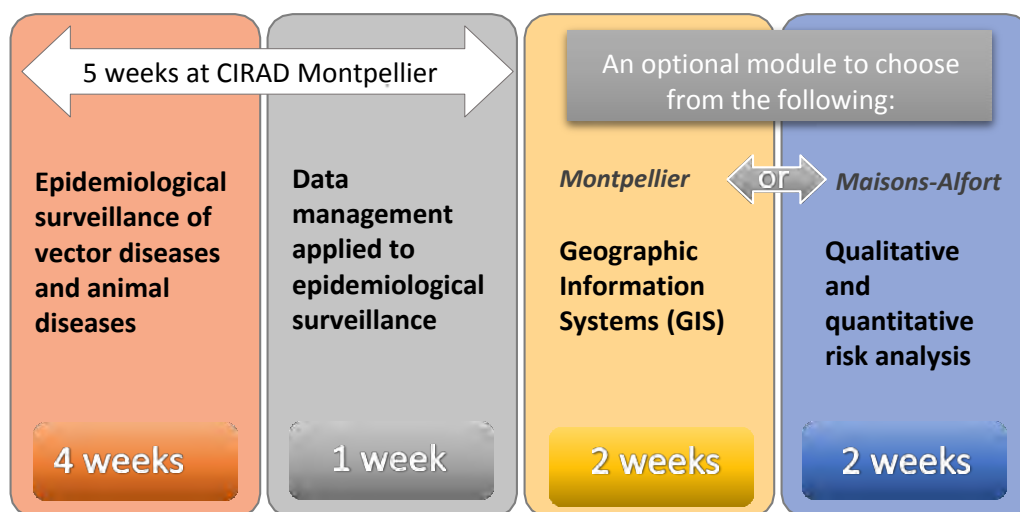 5 weeks at CIRAD Montpellier
An optional module to choose
from the following:
Epidemiological
surveillance of
vector diseases
and animal
diseases
Data
management
applied to
epidemiological
surveillance
Montpellier
or
Maisons-Alfort
Geographic
Information
Systems (GIS)
Qualitative
and
quantitative
risk analysis
4 weeks
1 week
2 weeks
2 weeks